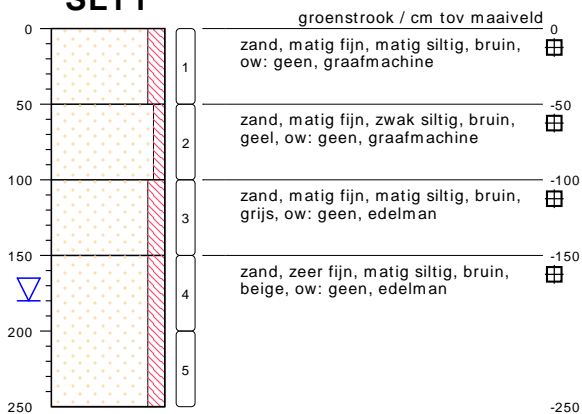 groenstrook / cm tov maaiveld
0
0
zand, matig fijn, matig siltig, bruin,
ow: geen, graafmachine
1
50
-50
zand, matig fijn, zwak siltig, bruin,
geel, ow: geen, graafmachine
2
100
-100
zand, matig fijn, matig siltig, bruin,
grijs, ow: geen, edelman
3
150
-150
zand, zeer fijn, matig siltig, bruin,
beige, ow: geen, edelman
4
200
5
250
-250